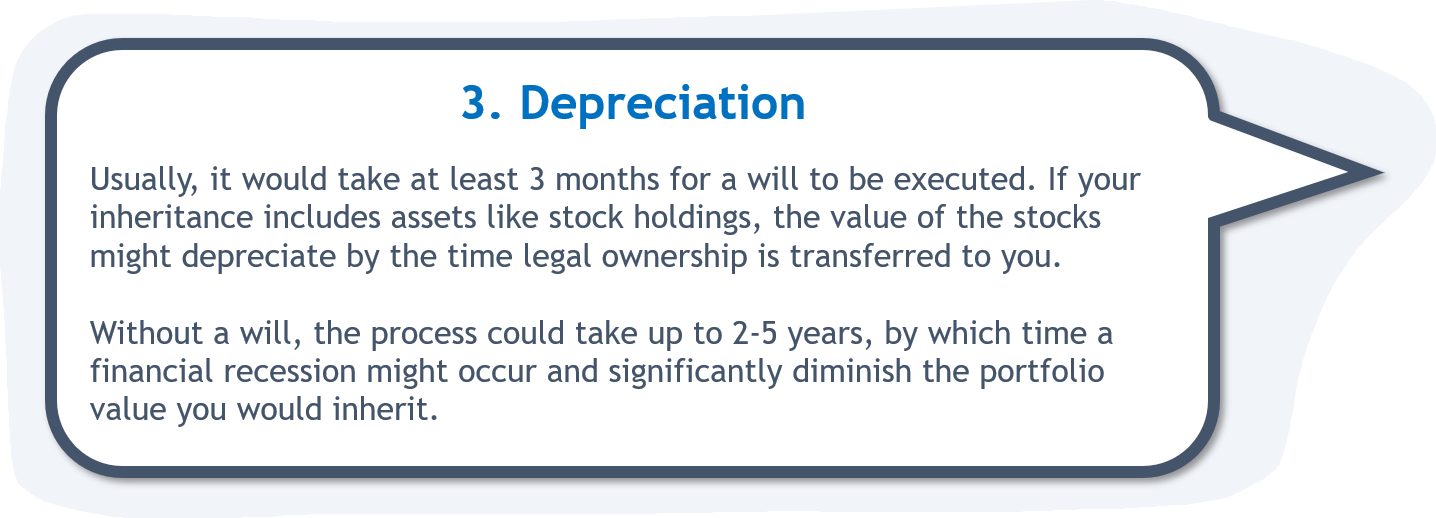 3. Depreciation
Usually, it would take at least 3 months for a will to be executed. If your
inheritance includes assets like stock holdings, the value of the stocks
might depreciate by the time legal ownership is transferred to you.
Without a will, the process could take up to 2-5 years, by which time a
financial recession might occur and significantly diminish the portfolio
value you would inherit.